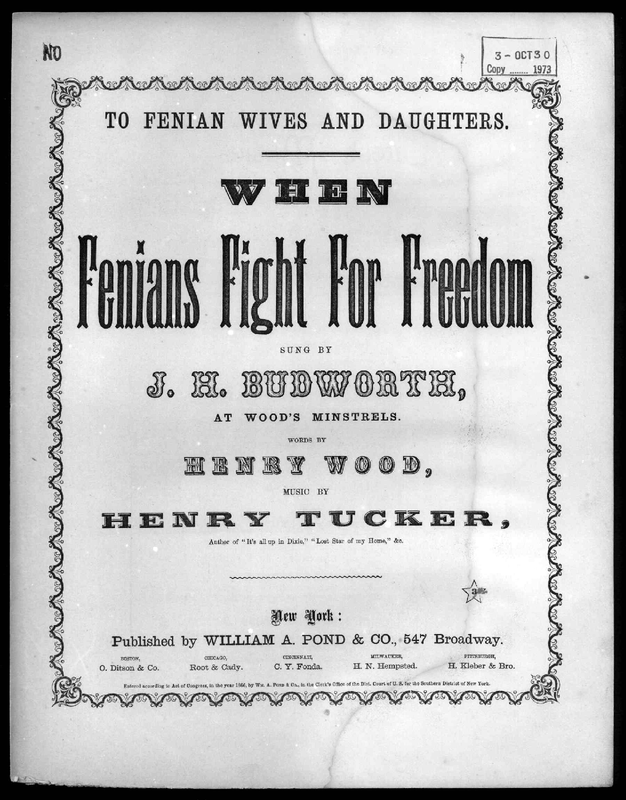 NO
3 - OCT 30
Copy ........ 1973
TO FENIAN WIVES AND DAUGHTERS.
WHEN
Fenians Fight For Freedom
SUNG BY
J. H. BUDWORTH,
AT WOOD'S MINSTRELS.
WORDS BY
HENRY WOOD,
MUSIC BY
HENRY TUCKER,
Author of "It's all up in Dixie," "Lost Star of my Home," &c.
New York:
Published by WILLIAM A. POND & CO., 547 Broadway.
BOSTON, CHICAGO, CINCINNATI, MILWAUKEE, PITTSBURGH,
O. Ditson & Co. Root & Cady. C. Y. Fonda. H. N. Hempsted. H. Kleber & Bro.
Entered according to Act of Congress, in the year 1866, by Wm. A. Pond & Co., in the Clerk's Office of the Dist. Court of U. S. for the Southern District of New York.